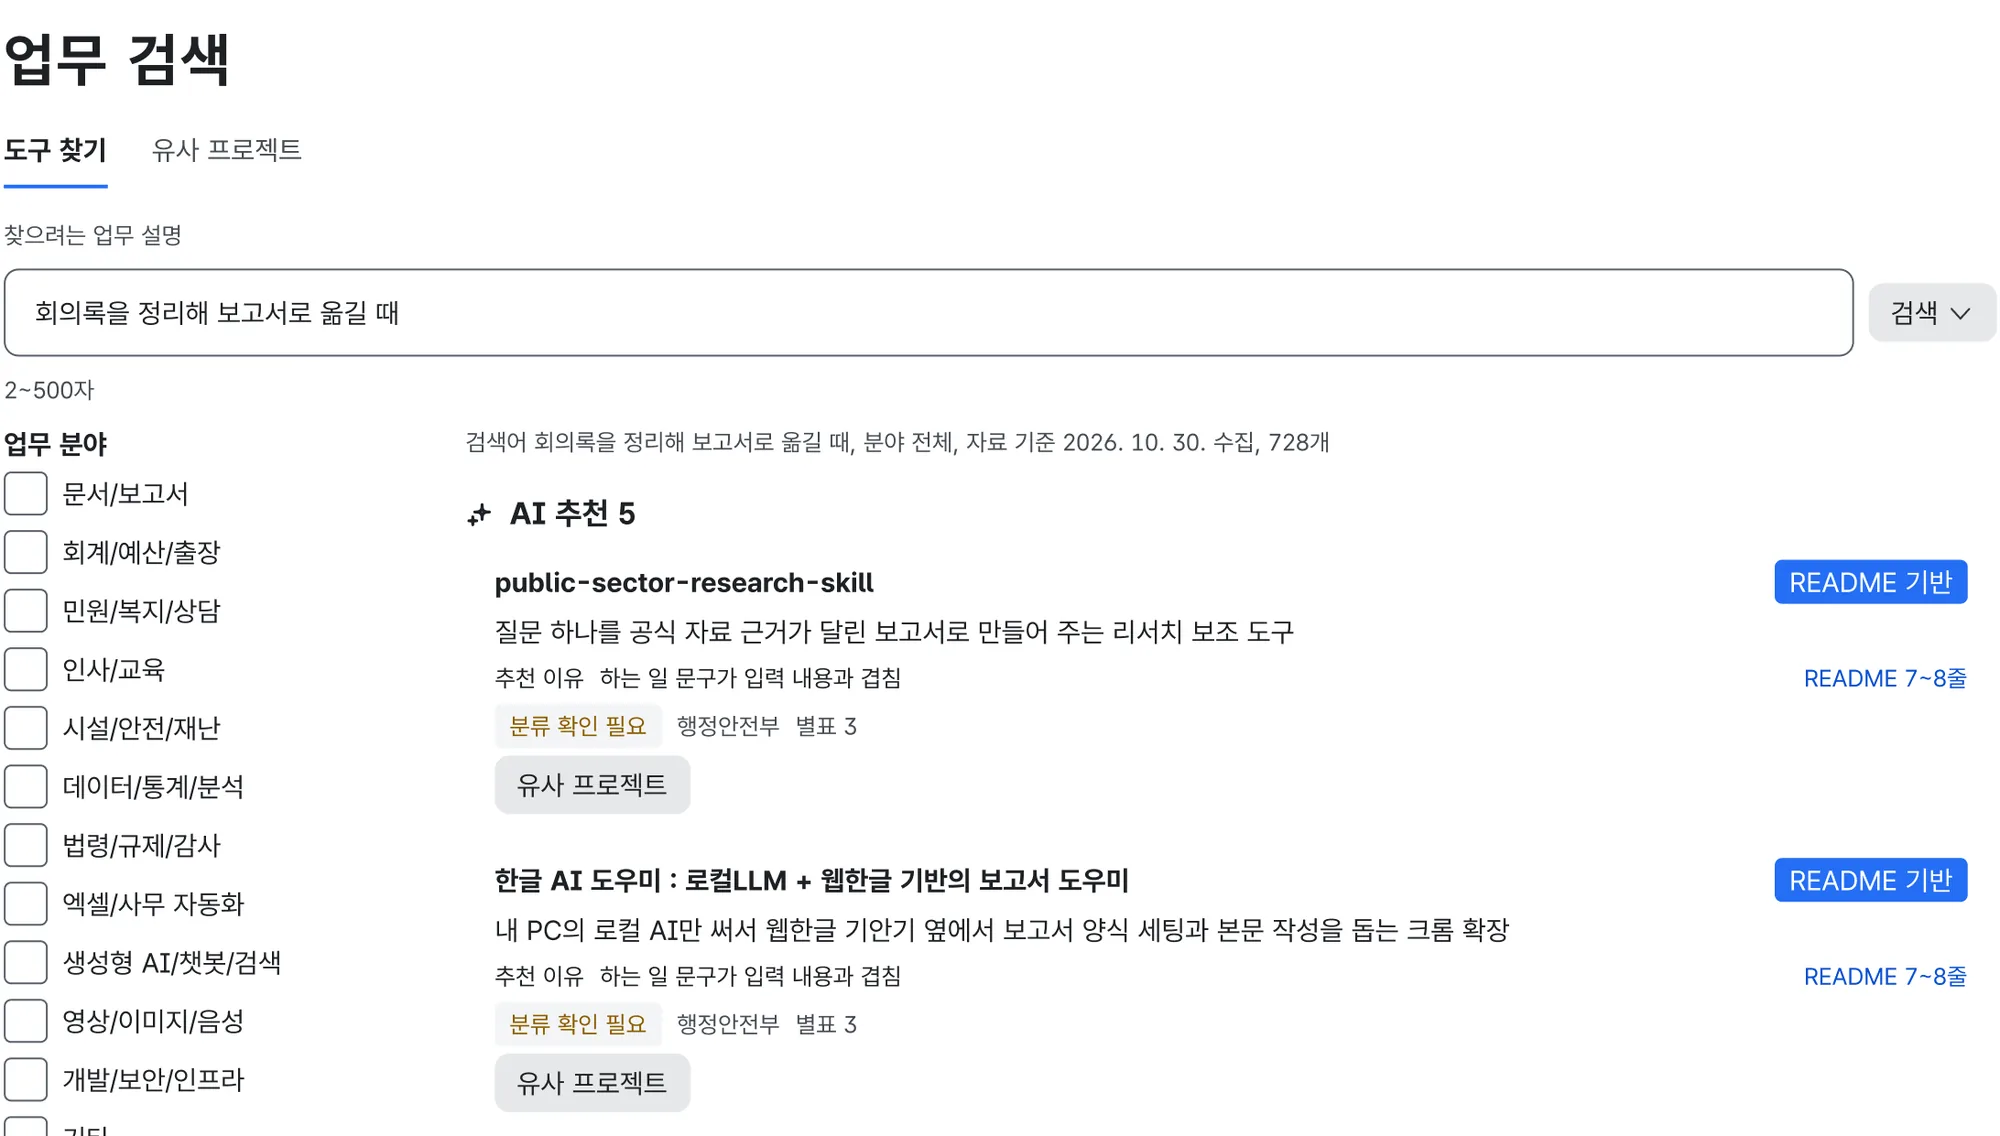 업무 검색
도구 찾기 유사 프로젝트
찾으려는 업무 설명
회의록을 정리해 보고서로 옮길 때
검색
2~500자
업무 분야
문서/보고서
회계/예산/출장
민원/복지/상담
인사/교육
시설/안전/재난
데이터/통계/분석
법령/규제/감사
엑셀/사무 자동화
생성형 AI/챗봇/검색
영상/이미지/음성
개발/보안/인프라
검색어 회의록을 정리해 보고서로 옮길 때, 분야 전체, 자료 기준 2026. 10. 30. 수집, 728개
AI 추천 5
public-sector-research-skill
README 기반
질문 하나를 공식 자료 근거가 달린 보고서로 만들어 주는 리서치 보조 도구
추천 이유 하는 일 문구가 입력 내용과 겹침
README 7~8줄
분류 확인 필요 행정안전부 별표 3
유사 프로젝트
한글 AI 도우미 : 로컬LLM + 웹한글 기반의 보고서 도우미
README 기반
내 PC의 로컬 AI만 써서 웹한글 기안기 옆에서 보고서 양식 세팅과 본문 작성을 돕는 크롬 확장
추천 이유 하는 일 문구가 입력 내용과 겹침
README 7~8줄
분류 확인 필요 행정안전부 별표 3
유사 프로젝트